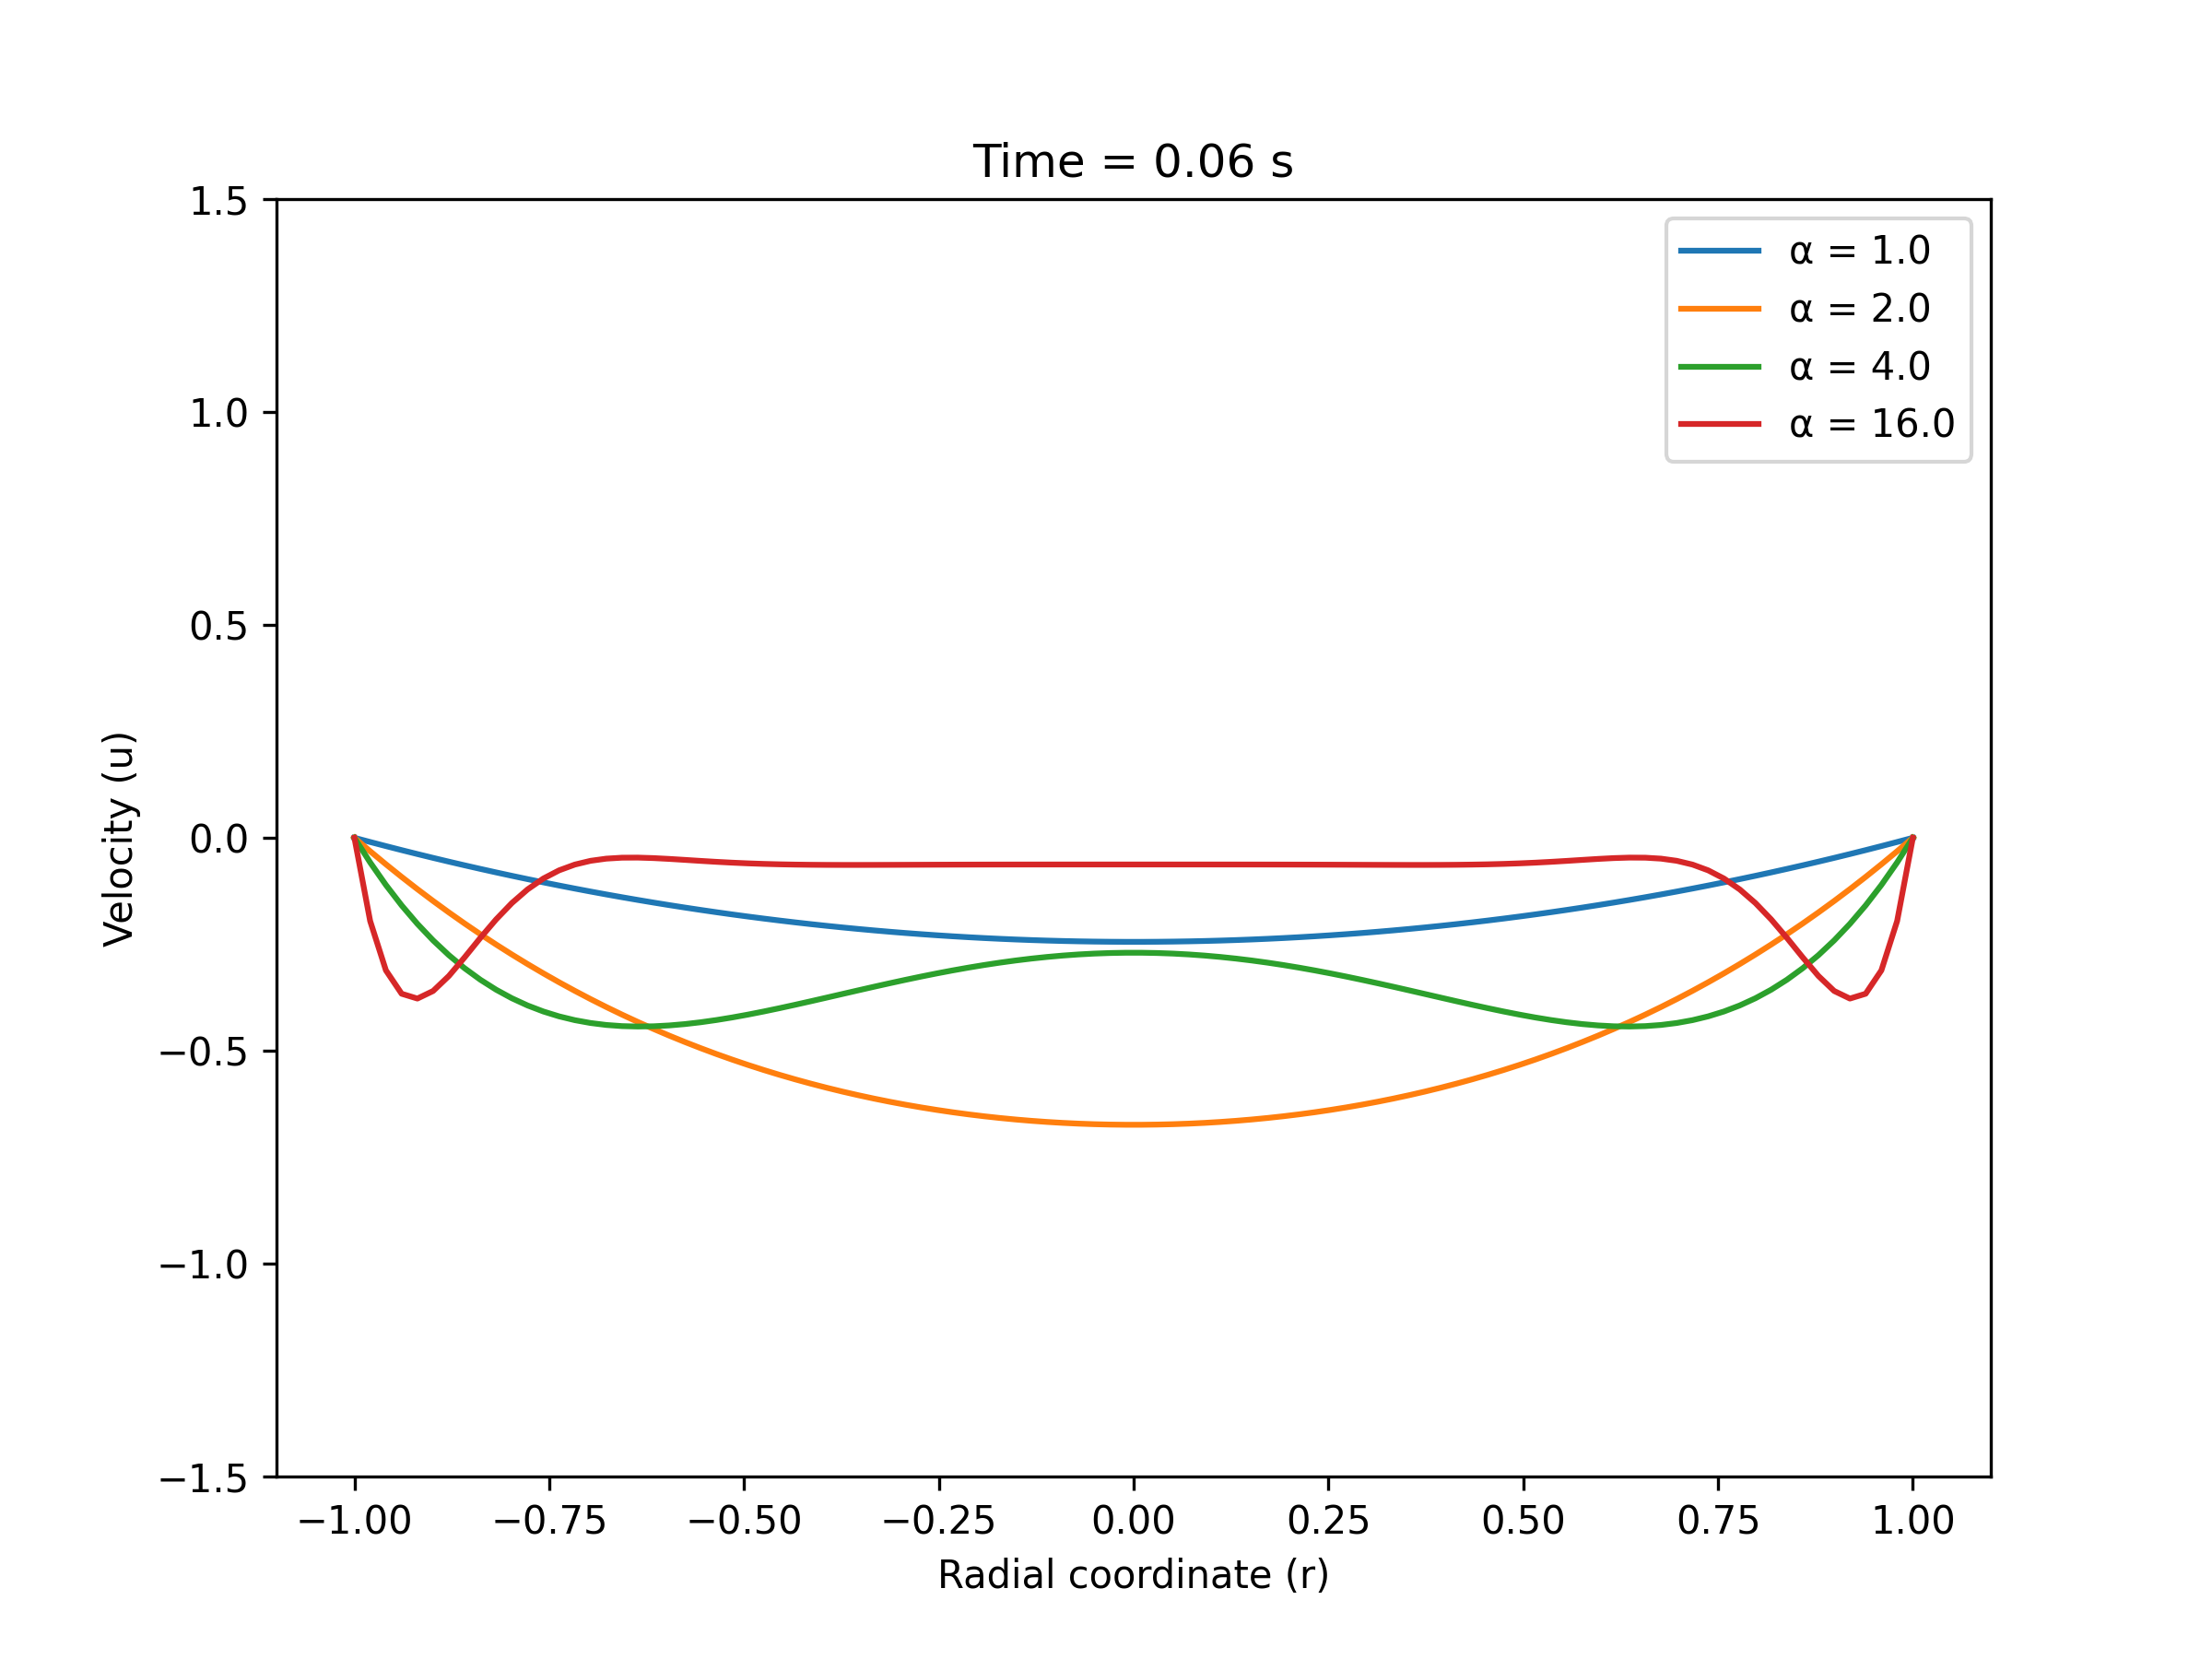 Time = 0.06 s
α = 1.0
α = 2.0
α = 4.0
α = 16.0
1.5
1.0
0.5
0.0
−0.5
−1.0
−1.5
Velocity (u)
−1.00 −0.75 −0.50 −0.25 0.00 0.25 0.50 0.75 1.00
Radial coordinate (r)